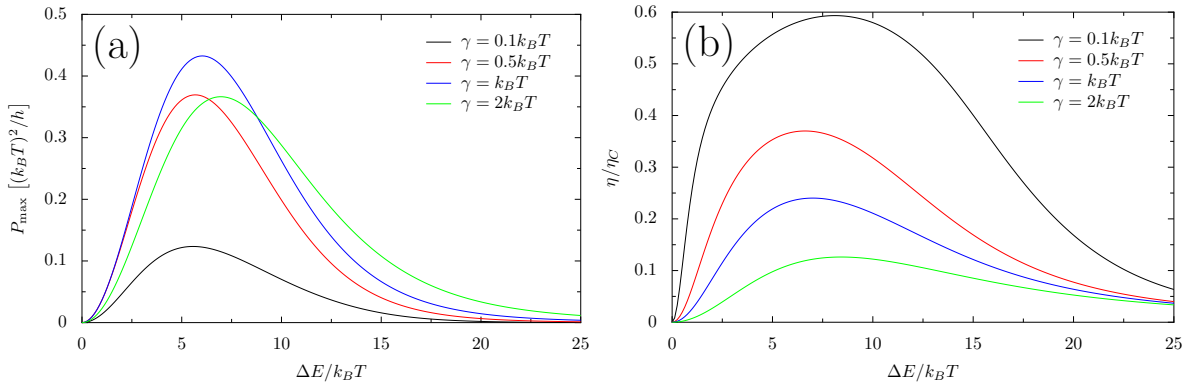 (a)
γ = 0.1k_BT
γ = 0.5k_BT
γ = k_BT
γ = 2k_BT
P_max [(k_BT)²/h]
0.5
0.4
0.3
0.2
0.1
0
0 5 10 15 20 25
ΔE/k_BT
(b)
γ = 0.1k_BT
γ = 0.5k_BT
γ = k_BT
γ = 2k_BT
η/η_C
0.6
0.5
0.4
0.3
0.2
0.1
0
0 5 10 15 20 25
ΔE/k_BT